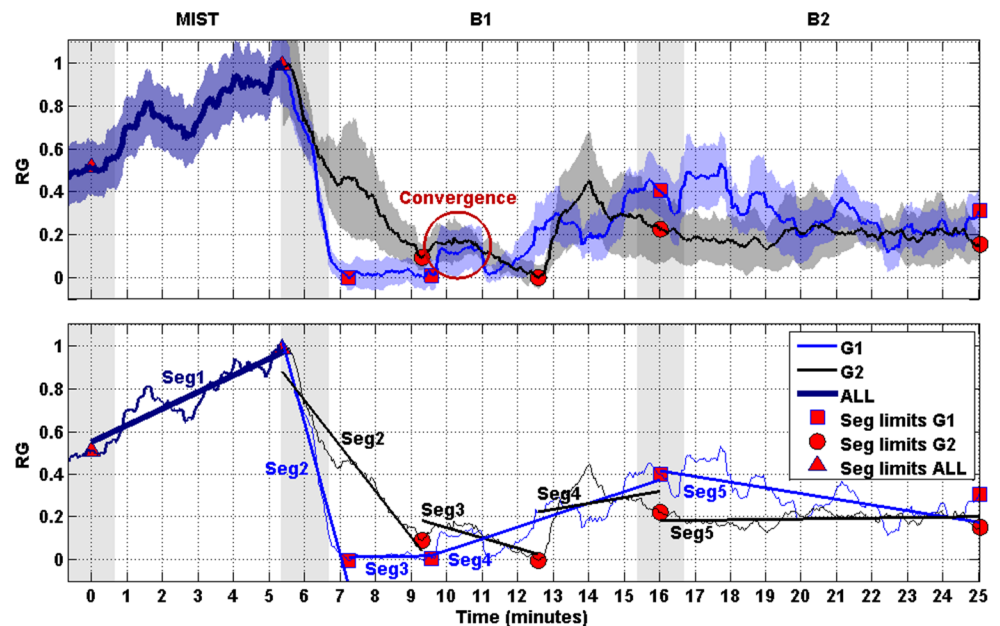 MIST B1 B2
1
0.8
0.6
0.4
0.2
0
RG
Convergence
0 1 2 3 4 5 6 7 8 9 10 11 12 13 14 15 16 17 18 19 20 21 22 23 24 25
1
0.8
0.6
0.4
0.2
0
RG
Seg1
Seg2
Seg2
Seg3
Seg3
Seg4
Seg4
Seg5
Seg5
G1
G2
ALL
Seg limits G1
Seg limits G2
Seg limits ALL
0 1 2 3 4 5 6 7 8 9 10 11 12 13 14 15 16 17 18 19 20 21 22 23 24 25
Time (minutes)